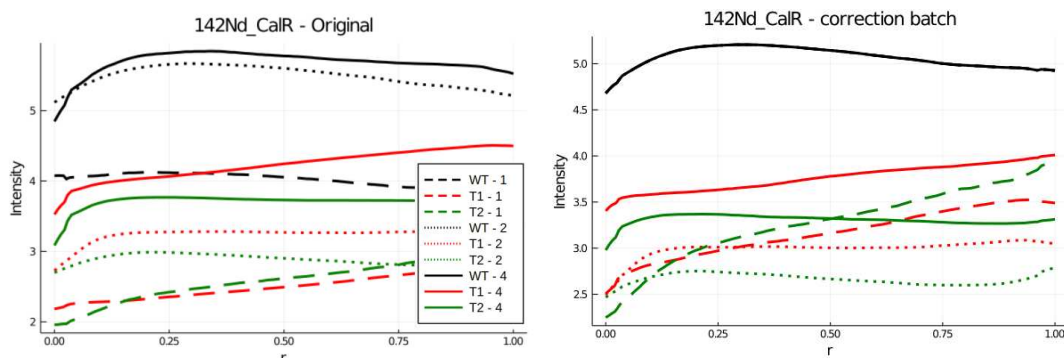 142Nd_CalR - Original
Intensity
5
4
3
2
0.00
0.25
0.50
0.75
1.00
r
WT - 1
T1 - 1
T2 - 1
WT - 2
T1 - 2
T2 - 2
WT - 4
T1 - 4
T2 - 4
142Nd_CalR - correction batch
Intensity
5.0
4.5
4.0
3.5
3.0
2.5
0.00
0.25
0.50
0.75
1.00
r